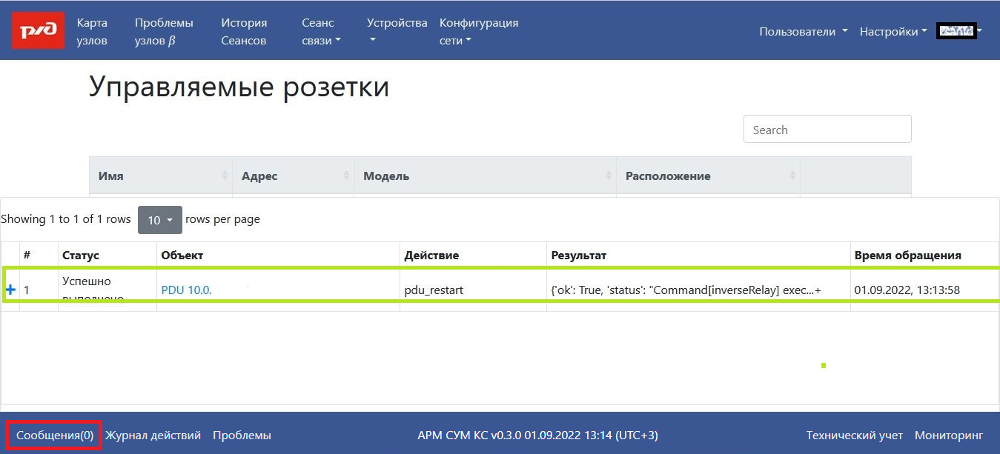 ржд
Карта узлов
Проблемы узлов β
История Сеансов
Сеанс связи
Устройства
Конфигурация сети
Пользователи
Настройки
Управляемые розетки
Search
Имя Адрес Модель Расположение
Showing 1 to 1 of 1 rows 10 rows per page
# Статус Объект Действие Результат Время обращения
1 Успешно выполнено PDU 10.0. pdu_restart {'ok': True, 'status': "Command[inverseRelay] exec...+ 01.09.2022, 13:13:58
Сообщения(0) Журнал действий Проблемы АРМ СУМ КС v0.3.0 01.09.2022 13:14 (UTC+3) Технический учет Мониторинг